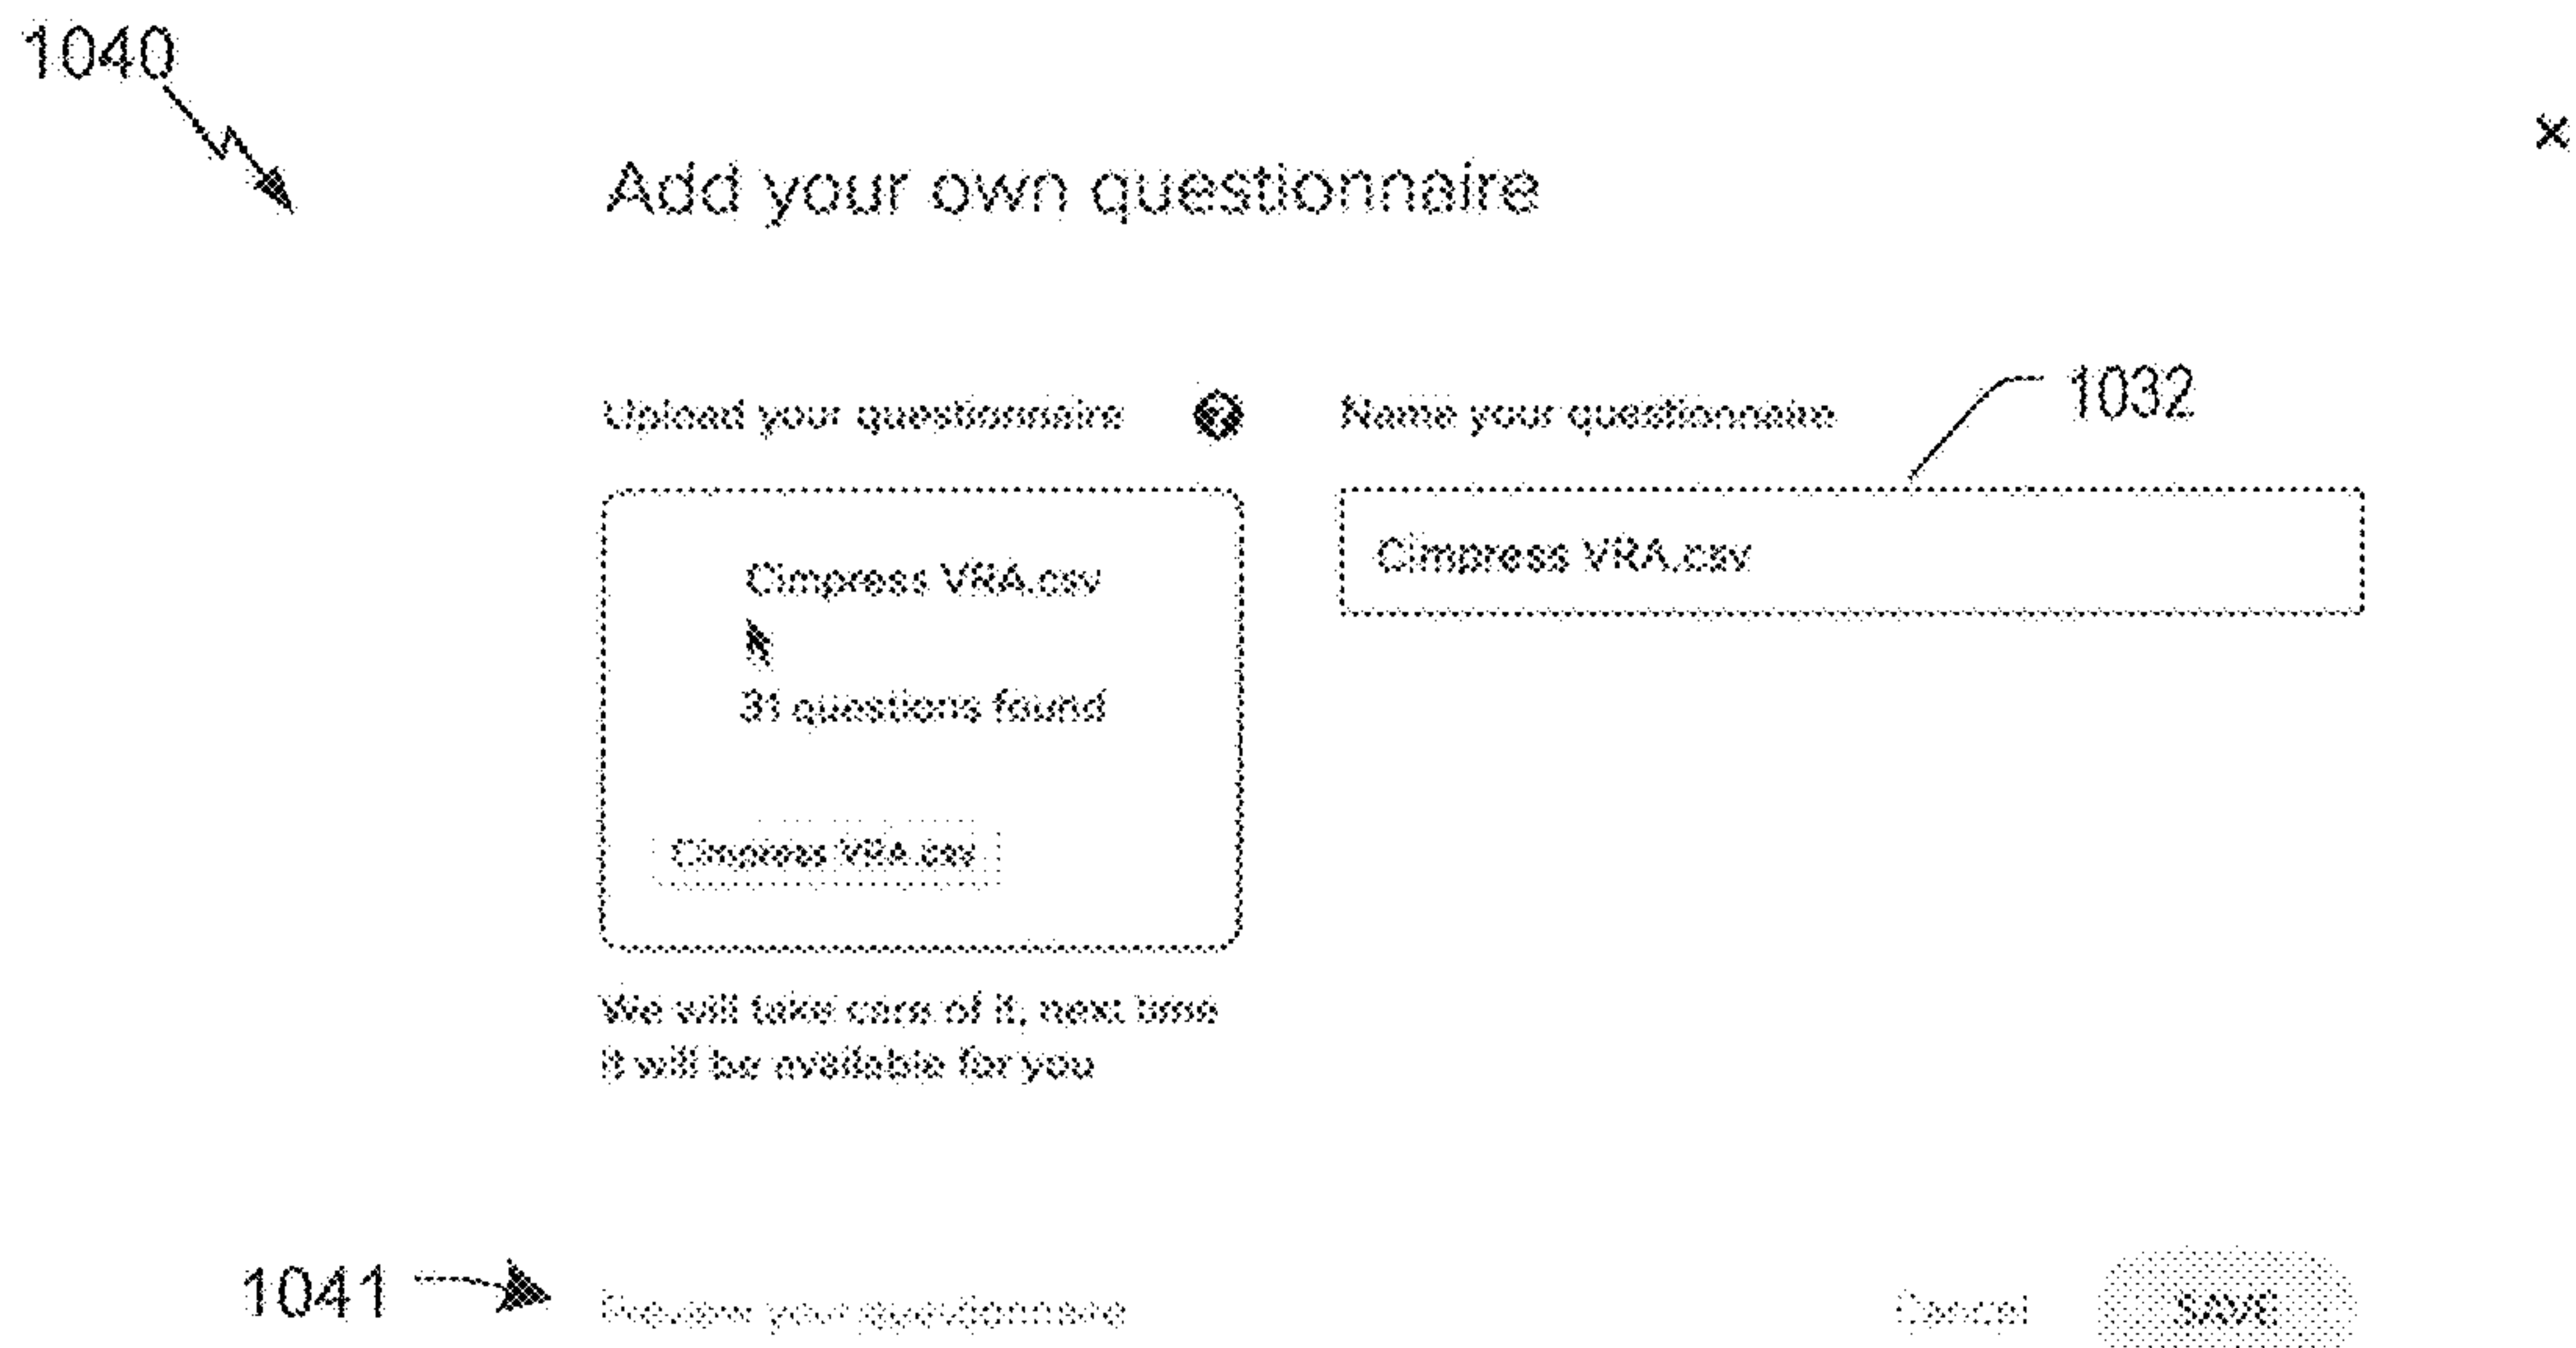 1040
×
Add your own questionnaire
Upload your questionnaire ?
Name your questionnaire
1032
Cimpress VRA.csv
Cimpress VRA.csv
31 questions found
Cimpress VRA.csv
We will take care of it, next time
it will be available for you
1041
Preview your questionnaire
Cancel
SAVE